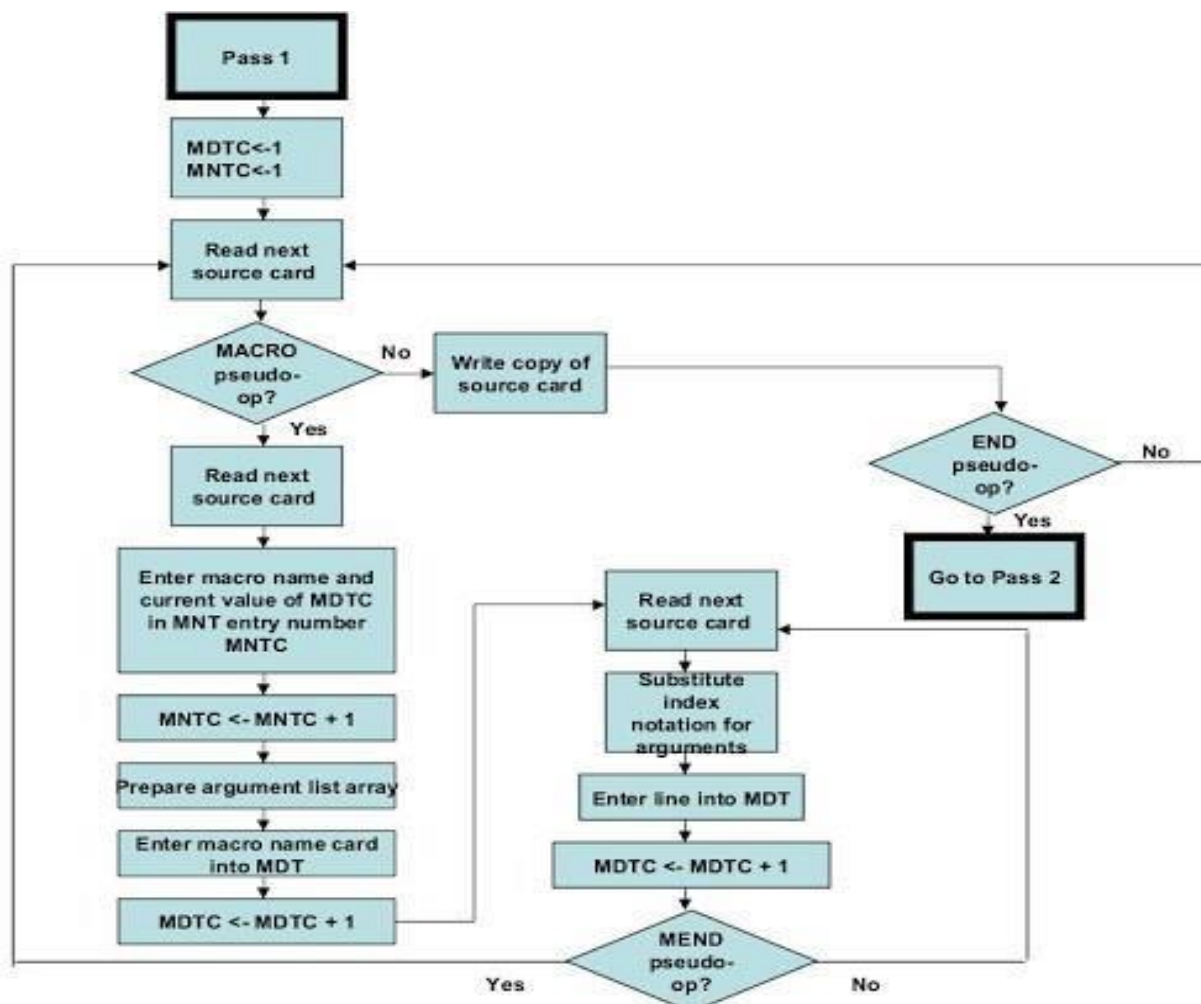 Pass 1
MDTC<-1
MNTC<-1
Read next
source card
MACRO
pseudo-
op?
No
Write copy of
source card
Yes
END
pseudo-
op?
No
Yes
Go to Pass 2
Read next
source card
Enter macro name and
current value of MDTC
in MNT entry number
MNTC
MNTC <- MNTC + 1
Prepare argument list array
Enter macro name card
into MDT
MDTC <- MDTC + 1
Read next
source card
Substitute
index
notation for
arguments
Enter line into MDT
MDTC <- MDTC + 1
MEND
pseudo-
op?
Yes
No